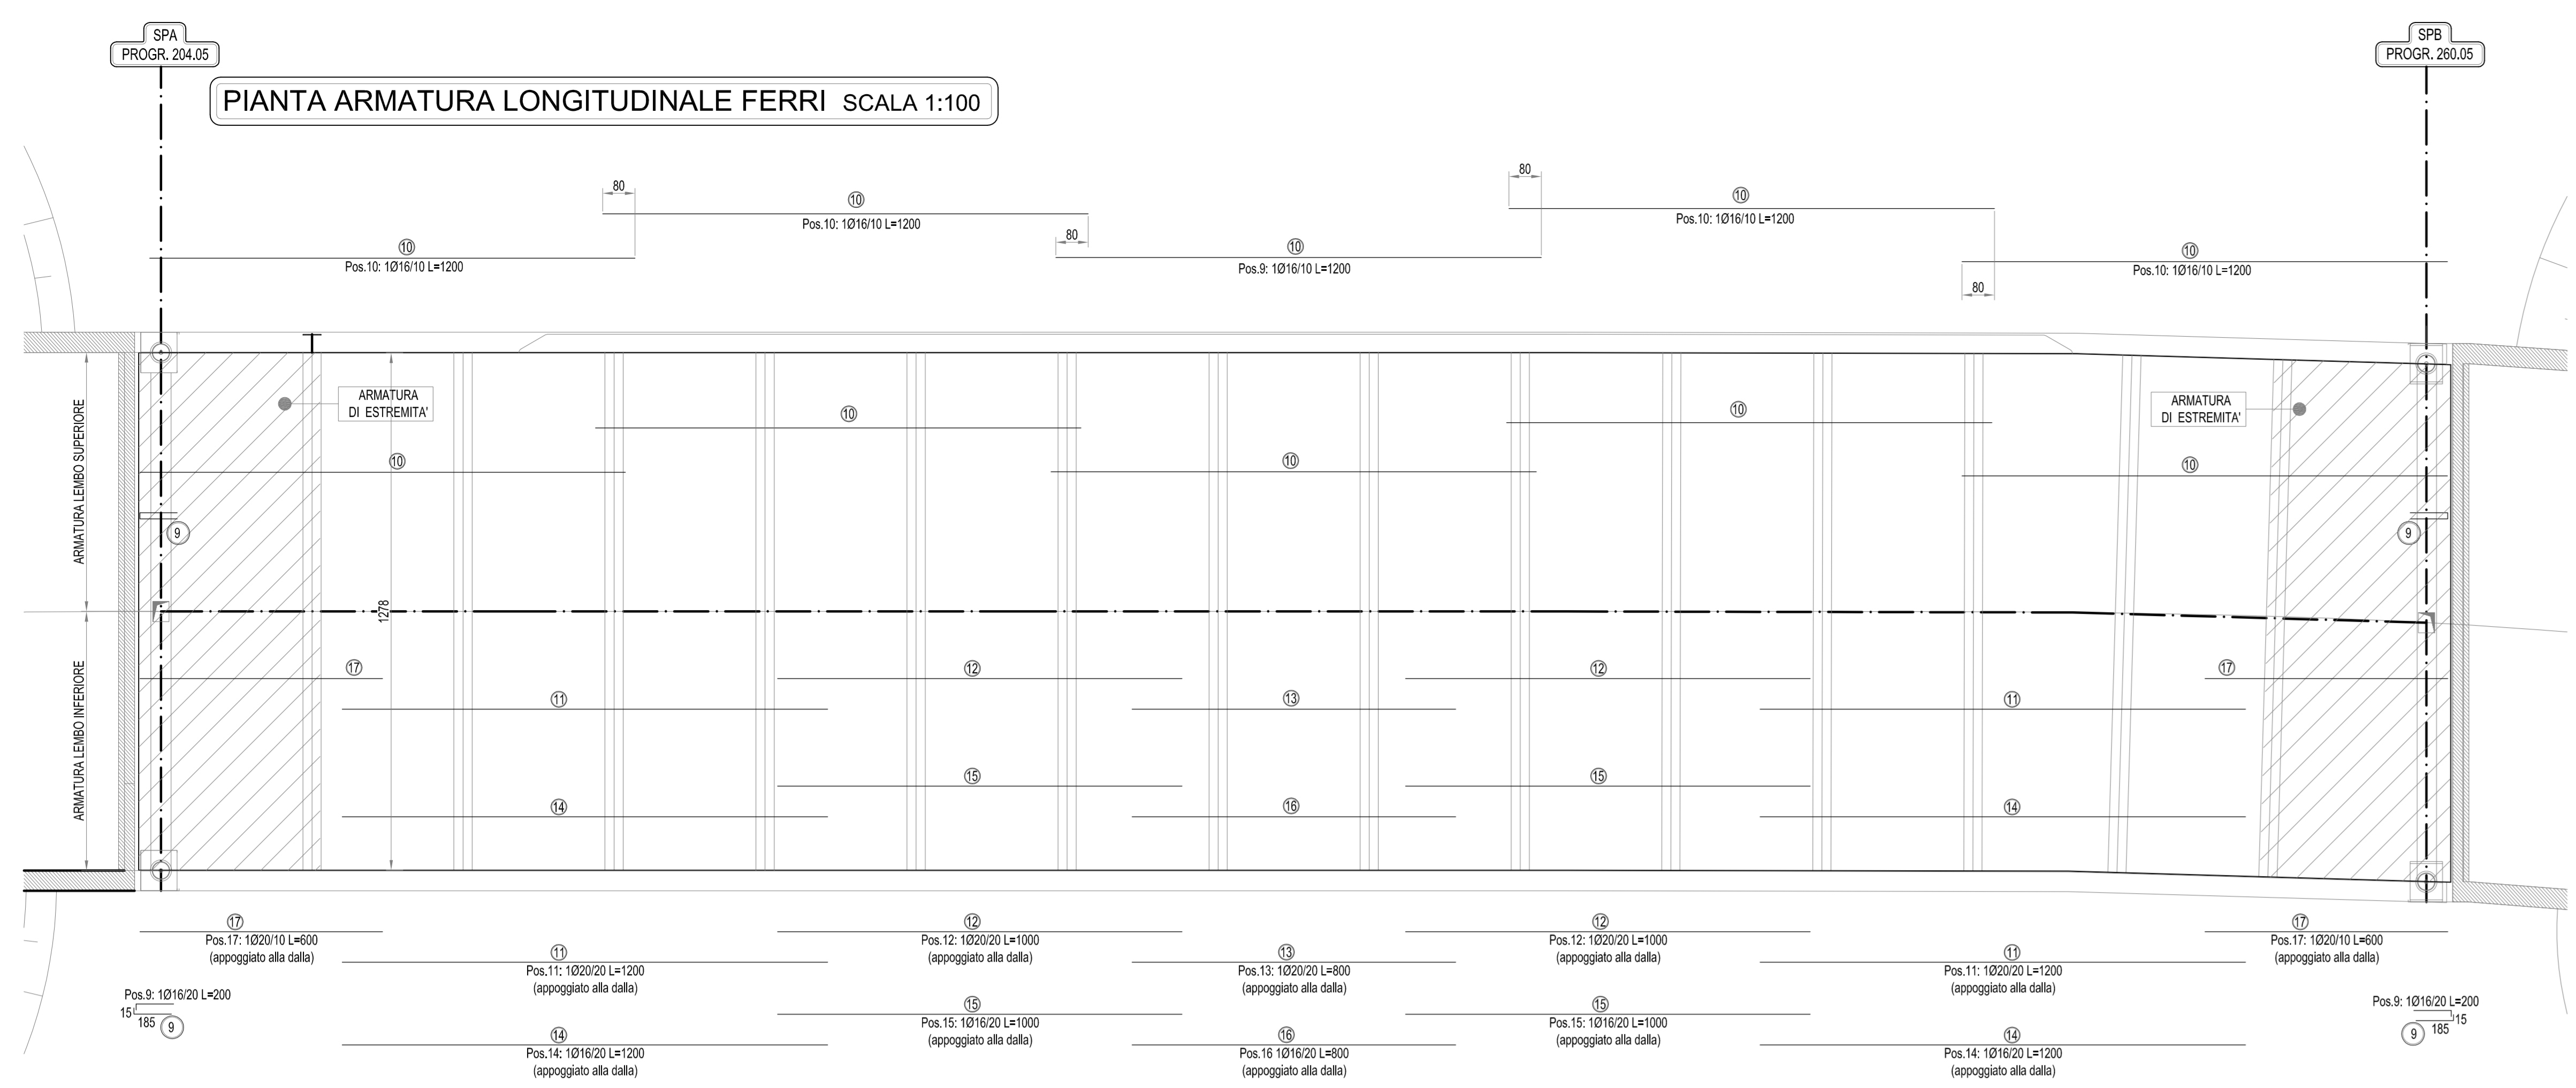 SPA
PROGR. 204.05
SPB
PROGR. 260.05
PIANTA ARMATURA LONGITUDINALE FERRI SCALA 1:100
80
10
Pos.10: 1Ø16/10 L=1200
80
10
Pos.10: 1Ø16/10 L=1200
10
Pos.10: 1Ø16/10 L=1200
80
10
Pos.9: 1Ø16/10 L=1200
10
Pos.10: 1Ø16/10 L=1200
80
ARMATURA LEMBO SUPERIORE
ARMATURA
DI ESTREMITA'
ARMATURA
DI ESTREMITA'
10
10
10
10
10
9
9
1278
ARMATURA LEMBO INFERIORE
17
12
12
17
11
13
11
15
15
14
16
14
17
Pos.17: 1Ø20/10 L=600
(appoggiato alla dalla)
12
Pos.12: 1Ø20/20 L=1000
(appoggiato alla dalla)
12
Pos.12: 1Ø20/20 L=1000
(appoggiato alla dalla)
17
Pos.17: 1Ø20/10 L=600
(appoggiato alla dalla)
11
Pos.11: 1Ø20/20 L=1200
(appoggiato alla dalla)
13
Pos.13: 1Ø20/20 L=800
(appoggiato alla dalla)
11
Pos.11: 1Ø20/20 L=1200
(appoggiato alla dalla)
Pos.9: 1Ø16/20 L=200
15
185
9
15
Pos.15: 1Ø16/20 L=1000
(appoggiato alla dalla)
15
Pos.15: 1Ø16/20 L=1000
(appoggiato alla dalla)
Pos.9: 1Ø16/20 L=200
15
185
9
14
Pos.14: 1Ø16/20 L=1200
(appoggiato alla dalla)
16
Pos.16 1Ø16/20 L=800
(appoggiato alla dalla)
14
Pos.14: 1Ø16/20 L=1200
(appoggiato alla dalla)